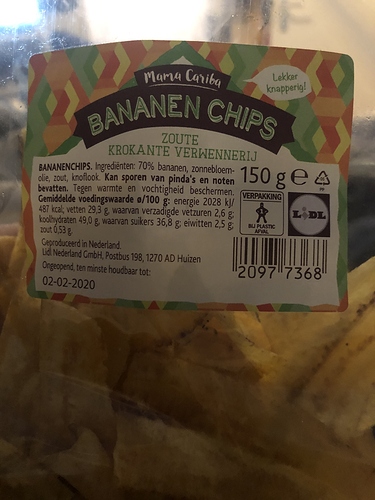 Mama Cariba
Lekker
knapperig!
BANANEN CHIPS
ZOUTE
KROKANTE VERWENNERIJ
BANANENCHIPS. Ingrediënten: 70% bananen, zonnebloem-
olie, zout, knoflook. Kan sporen van pinda's en noten
bevatten. Tegen warmte en vochtigheid beschermen.
Gemiddelde voedingswaarde ø/100 g: energie 2028 kJ/
487 kcal; vetten 29,3 g, waarvan verzadigde vetzuren 2,6 g;
koolhydraten 49,0 g, waarvan suikers 36,8 g; eiwitten 2,5 g;
zout 0,53 g.
Geproduceerd in Nederland.
Lidl Nederland GmbH, Postbus 198, 1270 AD Huizen
Ongeopend, ten minste houdbaar tot:
02-02-2020
150 g ℮
PP
VERPAKKING
BIJ PLASTIC
AFVAL
LIDL
2097 7368